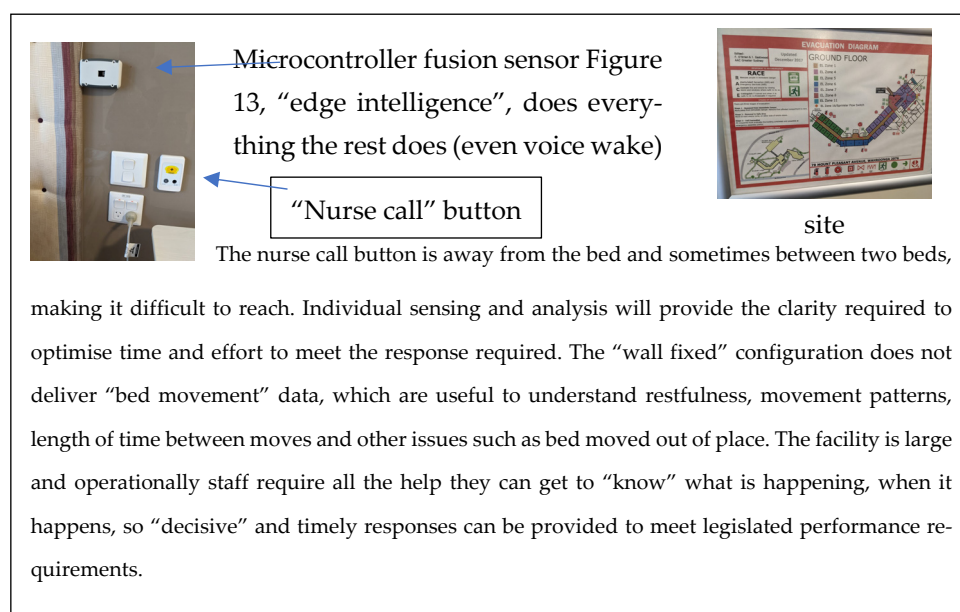 Microcontroller fusion sensor Figure
13, “edge intelligence”, does every-
thing the rest does (even voice wake)
“Nurse call” button
EVACUATION DIAGRAM
GROUND FLOOR
RACE
site
The nurse call button is away from the bed and sometimes between two beds,
making it difficult to reach. Individual sensing and analysis will provide the clarity required to
optimise time and effort to meet the response required. The “wall fixed” configuration does not
deliver “bed movement” data, which are useful to understand restfulness, movement patterns,
length of time between moves and other issues such as bed moved out of place. The facility is large
and operationally staff require all the help they can get to “know” what is happening, when it
happens, so “decisive” and timely responses can be provided to meet legislated performance re-
quirements.